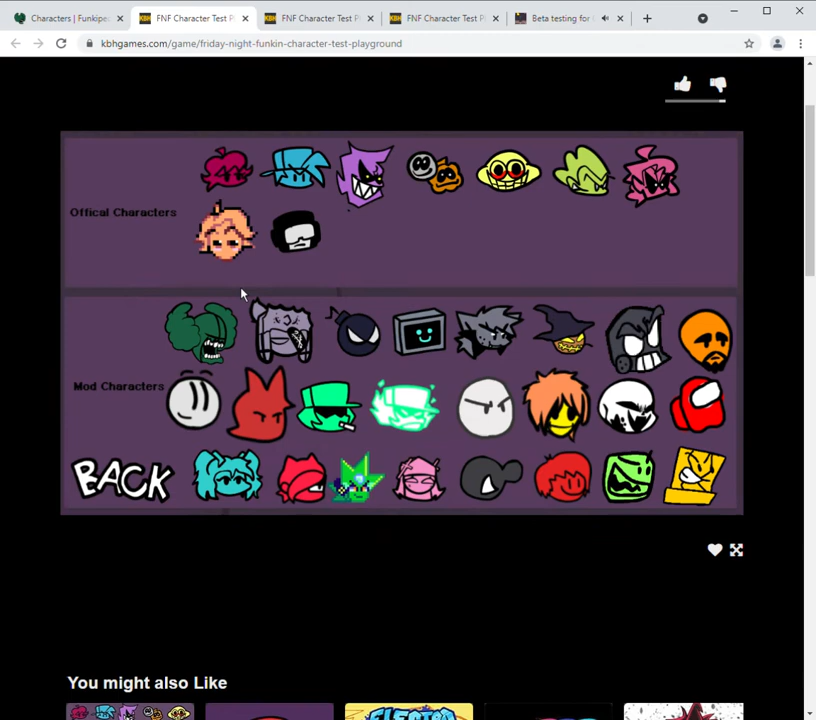 Characters | Funkipe
FNF Character Test P
FNF Character Test P
FNF Character Test P
Beta testing for
kbhgames.com/game/friday-night-funkin-character-test-playground
Offical Characters
Mod Characters
BACK
You might also Like